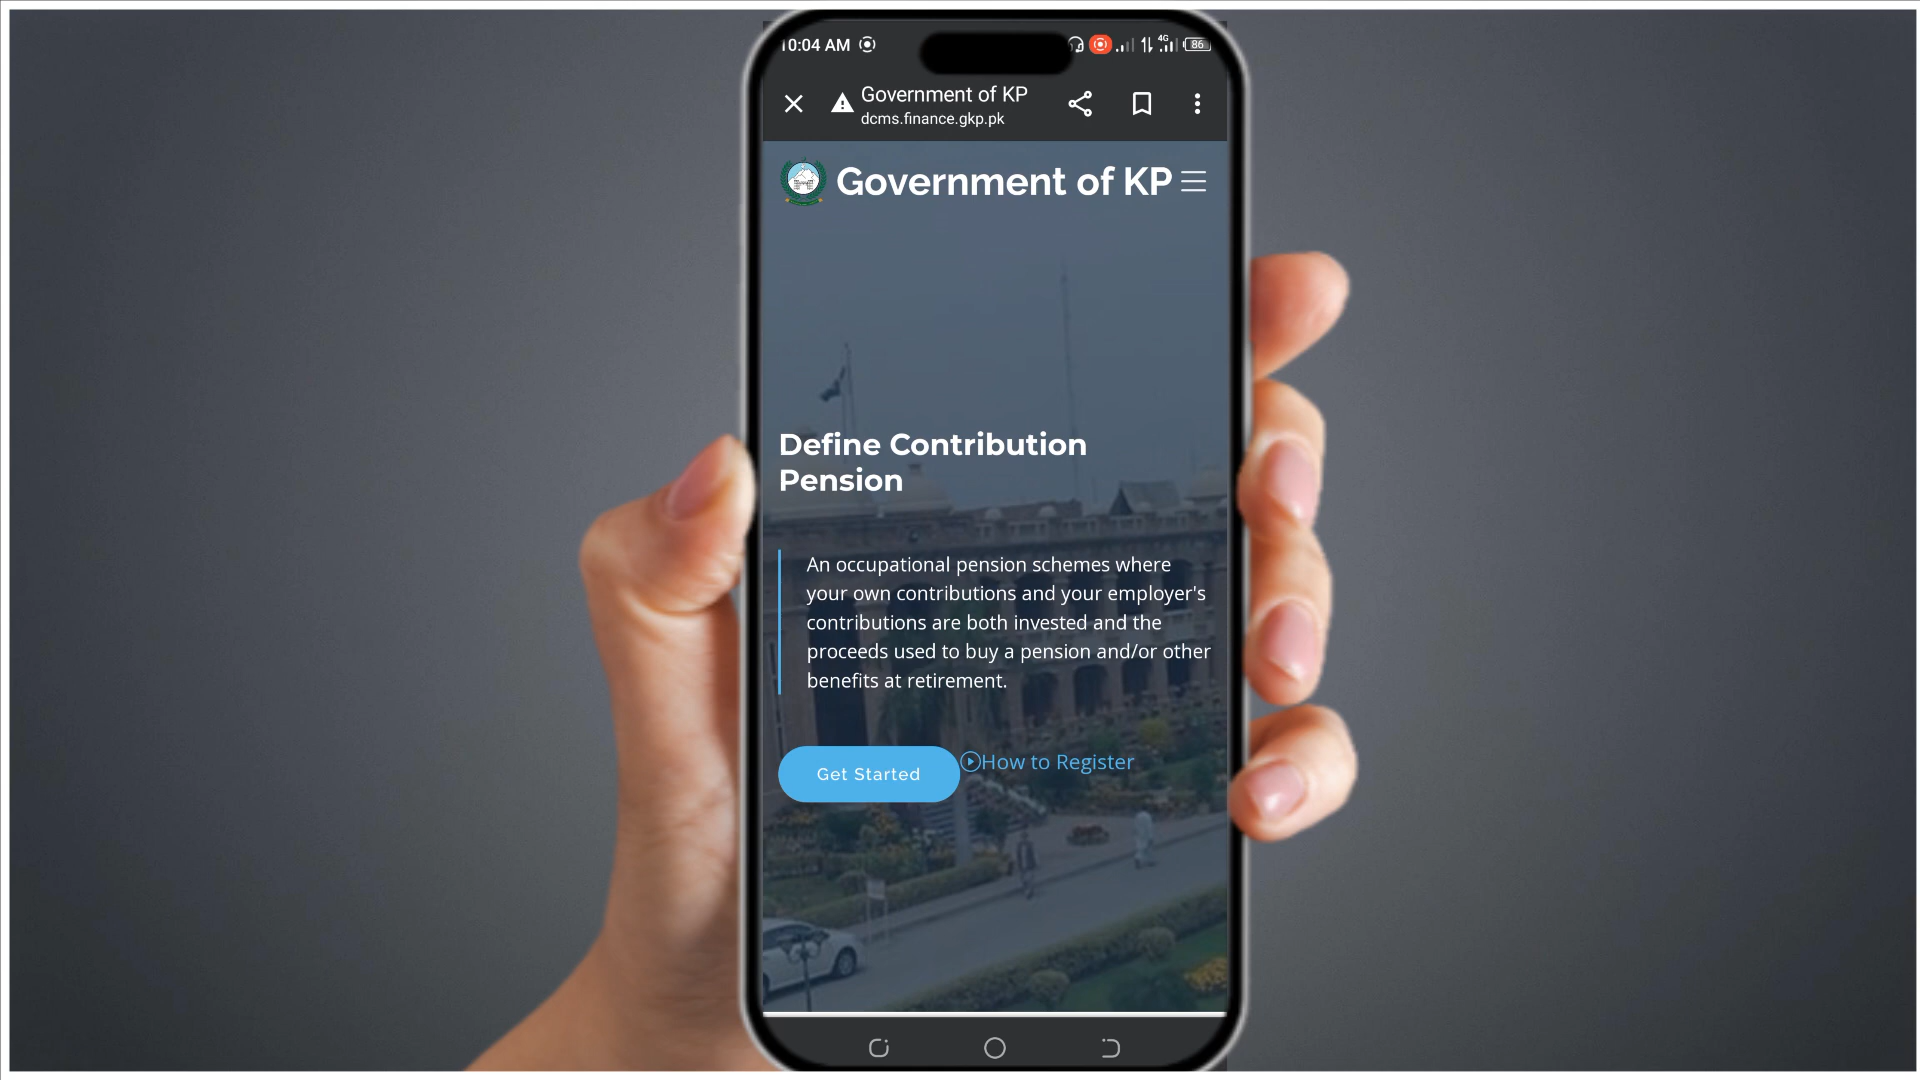 10:04 AM
4G
86
Government of KP
dcms.finance.gkp.pk
Government of KP
Define Contribution
Pension
An occupational pension schemes where
your own contributions and your employer's
contributions are both invested and the
proceeds used to buy a pension and/or other
benefits at retirement.
Get Started
How to Register